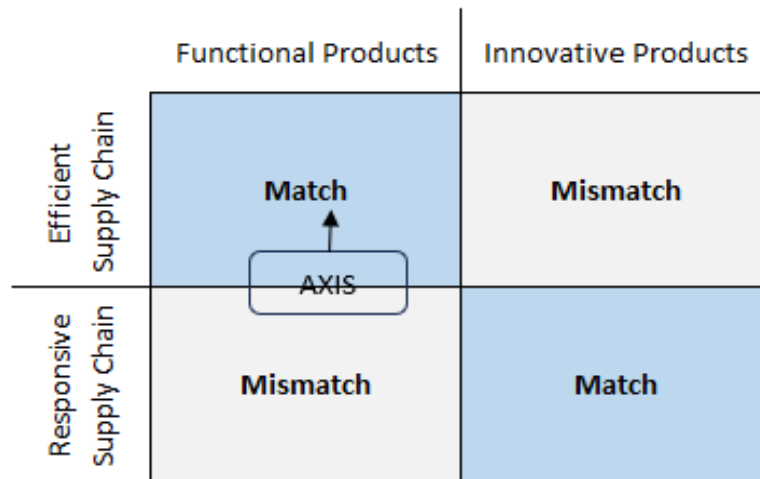 Functional Products
Innovative Products
Efficient
Supply Chain
Match
Mismatch
AXIS
Responsive
Supply Chain
Mismatch
Match